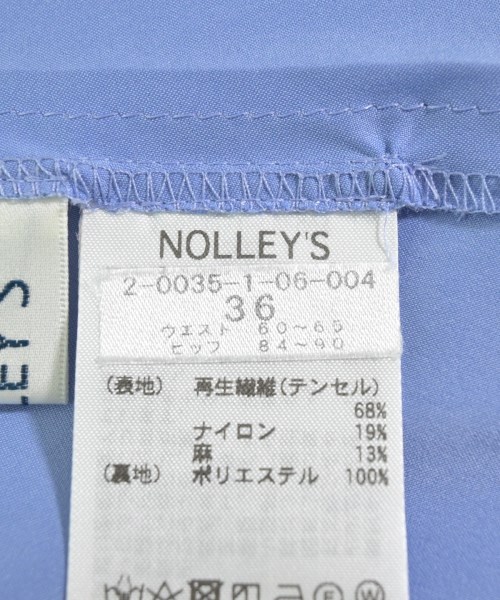 NOLLEY'S
2-0035-1-06-004
36
ウエスト 60~65
ヒップ 84~90
(表地) 再生繊維(テンセル)
68%
ナイロン 19%
麻 13%
(裏地) ポリエステル 100%
LEY'S